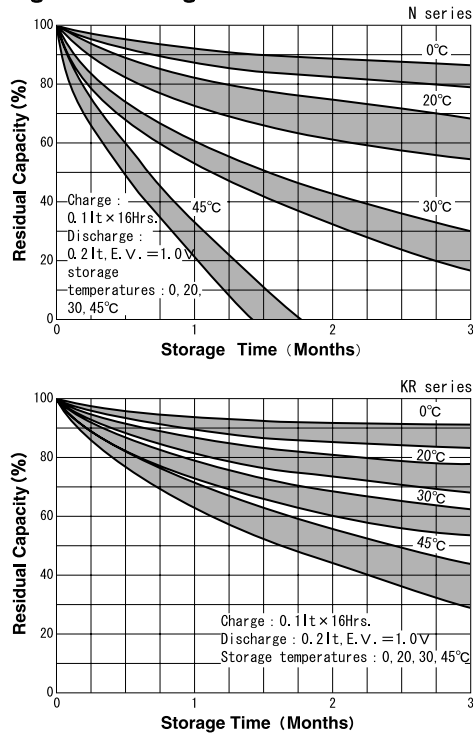 N series
Residual Capacity (%)
100
80
60
40
20
0
0°C
20°C
30°C
45°C
Charge :
0.1It×16Hrs.
Discharge :
0.2It, E.V. =1.0V
storage
temperatures : 0, 20,
30, 45°C
0
1
2
3
Storage Time (Months)
KR series
Residual Capacity (%)
100
80
60
40
20
0°C
20°C
30°C
45°C
Charge : 0.1It×16Hrs.
Discharge : 0.2It, E.V. =1.0V
Storage temperatures : 0, 20, 30, 45°C
0
1
2
3
Storage Time (Months)